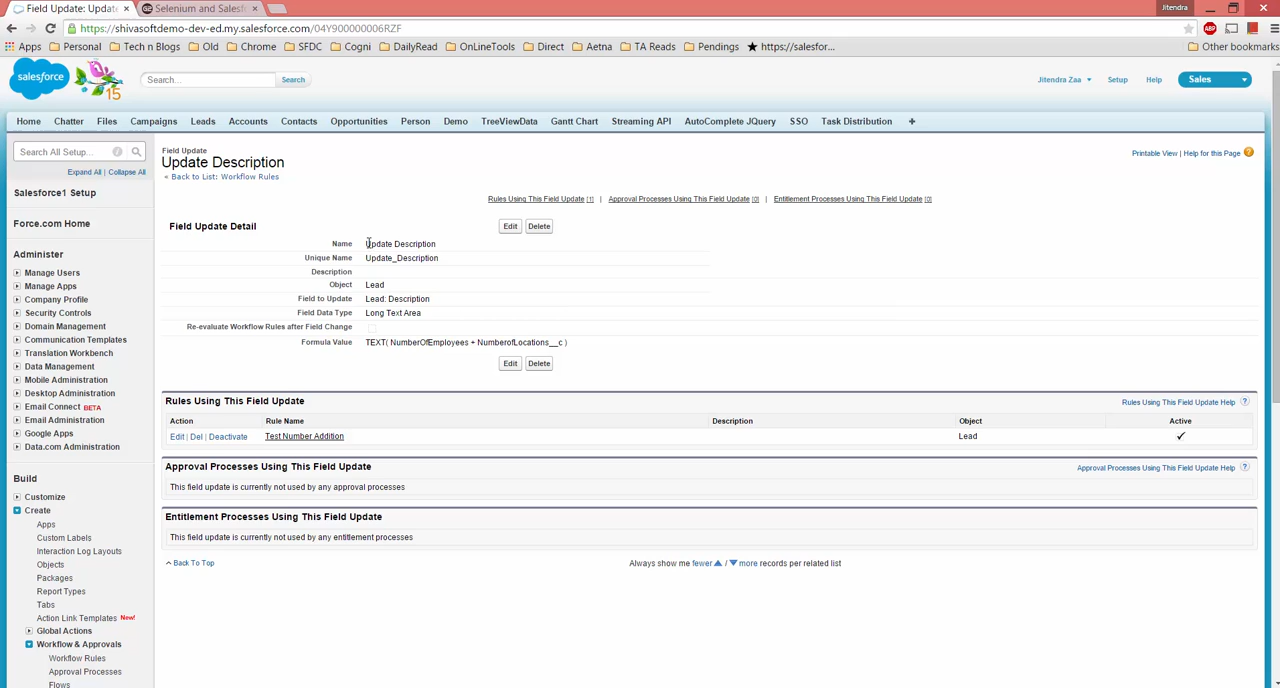 Field Update: Update
Selenium and Salesf
Jitendra
https://shivasoftdemo-dev-ed.my.salesforce.com/04Y900000006RZF
ABP
Apps Personal Tech n Blogs Old Chrome SFDC Cogni DailyRead OnLineTools Direct Aetna TA Reads Pendings https://salesfor... Other bookmarks
salesforce
15
Search...
Search
Jitendra Zaa Setup Help Sales
Home Chatter Files Campaigns Leads Accounts Contacts Opportunities Person Demo TreeViewData Gantt Chart Streaming API AutoComplete JQuery SSO Task Distribution +
Search All Setup...
Expand All | Collapse All
Salesforce1 Setup
Force.com Home
Administer
Manage Users
Manage Apps
Company Profile
Security Controls
Domain Management
Communication Templates
Translation Workbench
Data Management
Mobile Administration
Desktop Administration
Email Connect BETA
Email Administration
Google Apps
Data.com Administration
Build
Customize
Create
Apps
Custom Labels
Interaction Log Layouts
Objects
Packages
Report Types
Tabs
Action Link Templates New!
Global Actions
Workflow & Approvals
Workflow Rules
Approval Processes
Flows
Field Update
Update Description
« Back to List: Workflow Rules
Printable View | Help for this Page
Rules Using This Field Update [1] | Approval Processes Using This Field Update [0] | Entitlement Processes Using This Field Update [0]
Field Update Detail
Edit Delete
Name Update Description
Unique Name Update_Description
Description
Object Lead
Field to Update Lead: Description
Field Data Type Long Text Area
Re-evaluate Workflow Rules after Field Change
Formula Value TEXT( NumberOfEmployees + NumberofLocations__c )
Edit Delete
Rules Using This Field Update
Rules Using This Field Update Help ?
Action Rule Name Description Object Active
Edit | Del | Deactivate Test Number Addition Lead ✓
Approval Processes Using This Field Update
Approval Processes Using This Field Update Help ?
This field update is currently not used by any approval processes
Entitlement Processes Using This Field Update
This field update is currently not used by any entitlement processes
Back To Top
Always show me fewer / more records per related list